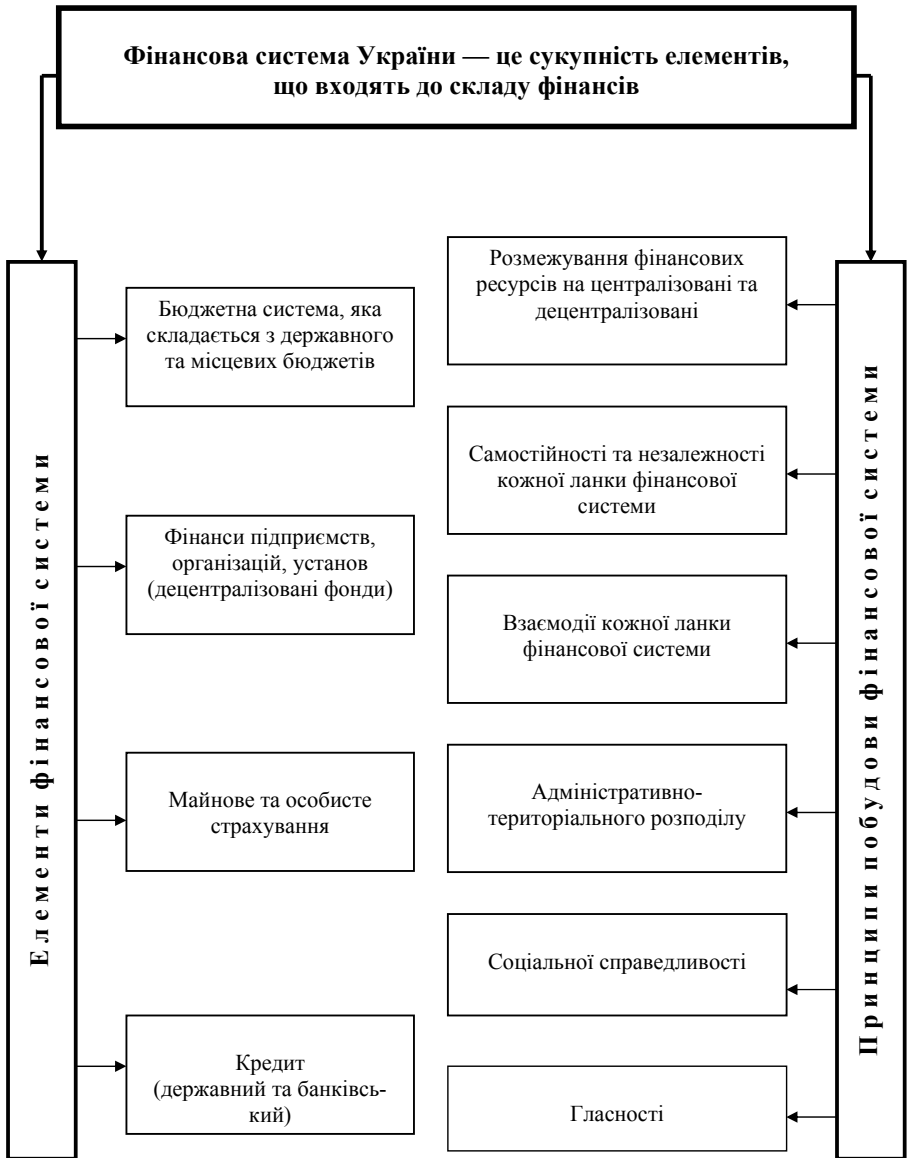 Фінансова система України — це сукупність елементів,
що входять до складу фінансів
Елементи фінансової системи
Бюджетна система, яка
складається з державного
та місцевих бюджетів
Фінанси підприємств,
організацій, установ
(децентралізовані фонди)
Майнове та особисте
страхування
Кредит
(державний та банківсь-
кий)
Розмежування фінансових
ресурсів на централізовані та
децентралізовані
Самостійності та незалежності
кожної ланки фінансової
системи
Взаємодії кожної ланки
фінансової системи
Адміністративно-
територіального розподілу
Соціальної справедливості
Гласності
Принципи побудови фінансової системи